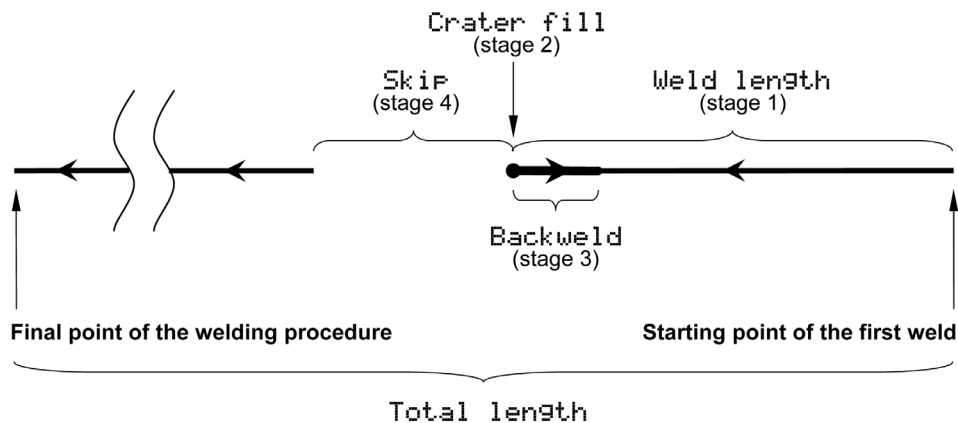 Crater fill
(stage 2)
Skip
(stage 4)
Weld length
(stage 1)
Backweld
(stage 3)
Final point of the welding procedure
Starting point of the first weld
Total length